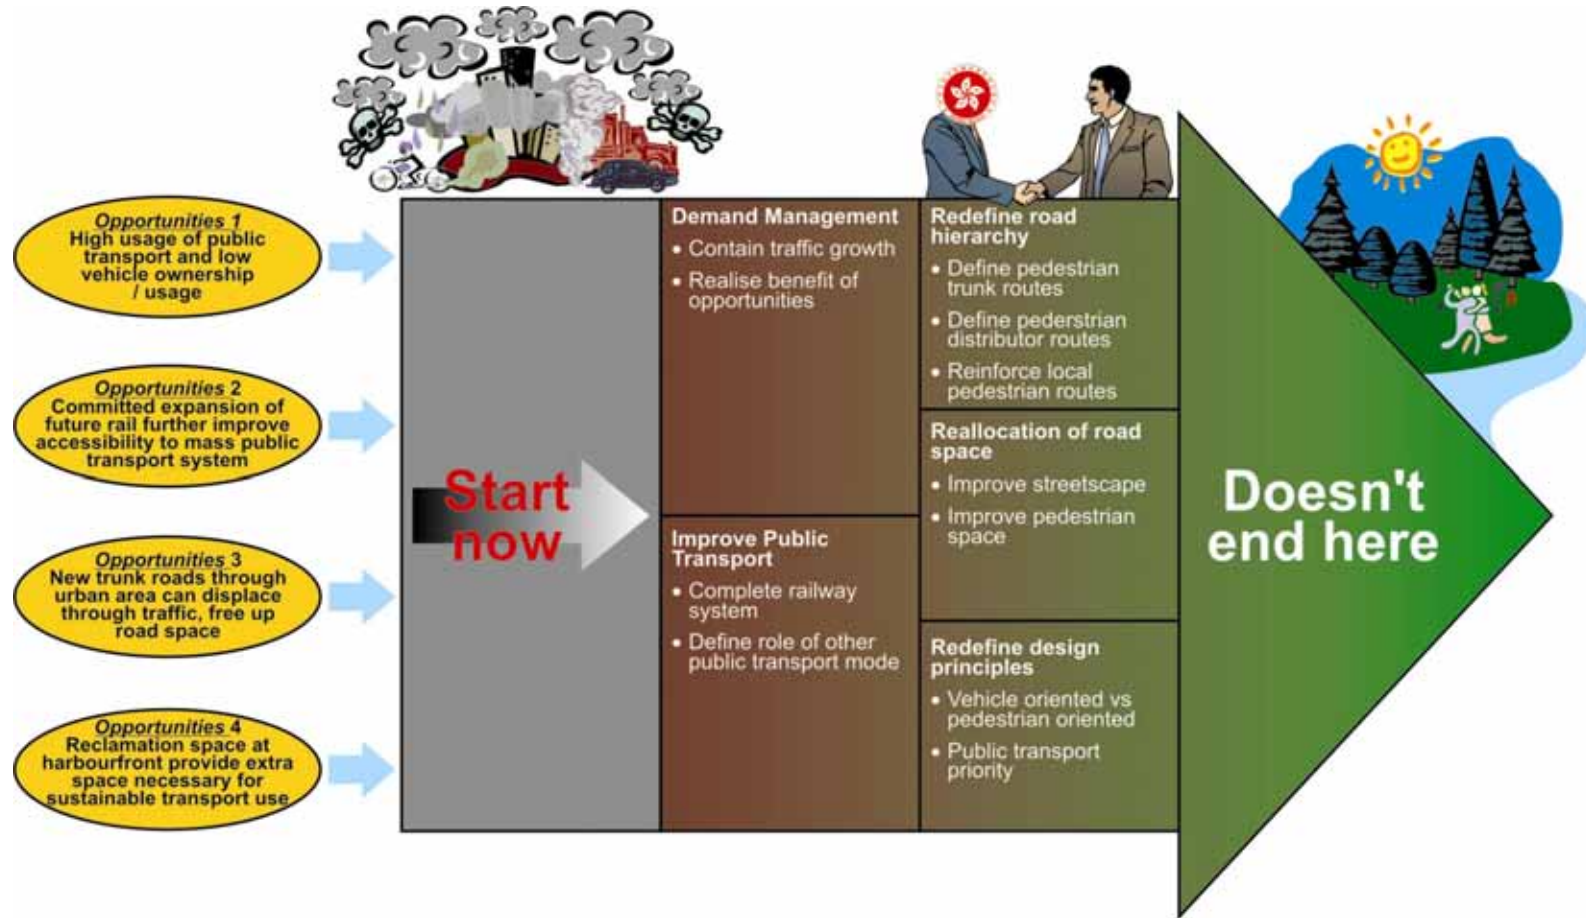 Opportunities 1
High usage of public
transport and low
vehicle ownership
/ usage
Opportunities 2
Committed expansion of
future rail further improve
accessibility to mass public
transport system
Opportunities 3
New trunk roads through
urban area can displace
through traffic, free up
road space
Opportunities 4
Reclamation space at
harbourfront provide extra
space necessary for
sustainable transport use
Start
now
Demand Management
• Contain traffic growth
• Realise benefit of
opportunities
Improve Public
Transport
• Complete railway
system
• Define role of other
public transport mode
Redefine road
hierarchy
• Define pedestrian
trunk routes
• Define pederstrian
distributor routes
• Reinforce local
pedestrian routes
Reallocation of road
space
• Improve streetscape
• Improve pedestrian
space
Redefine design
principles
• Vehicle oriented vs
pedestrian oriented
• Public transport
priority
Doesn't
end here